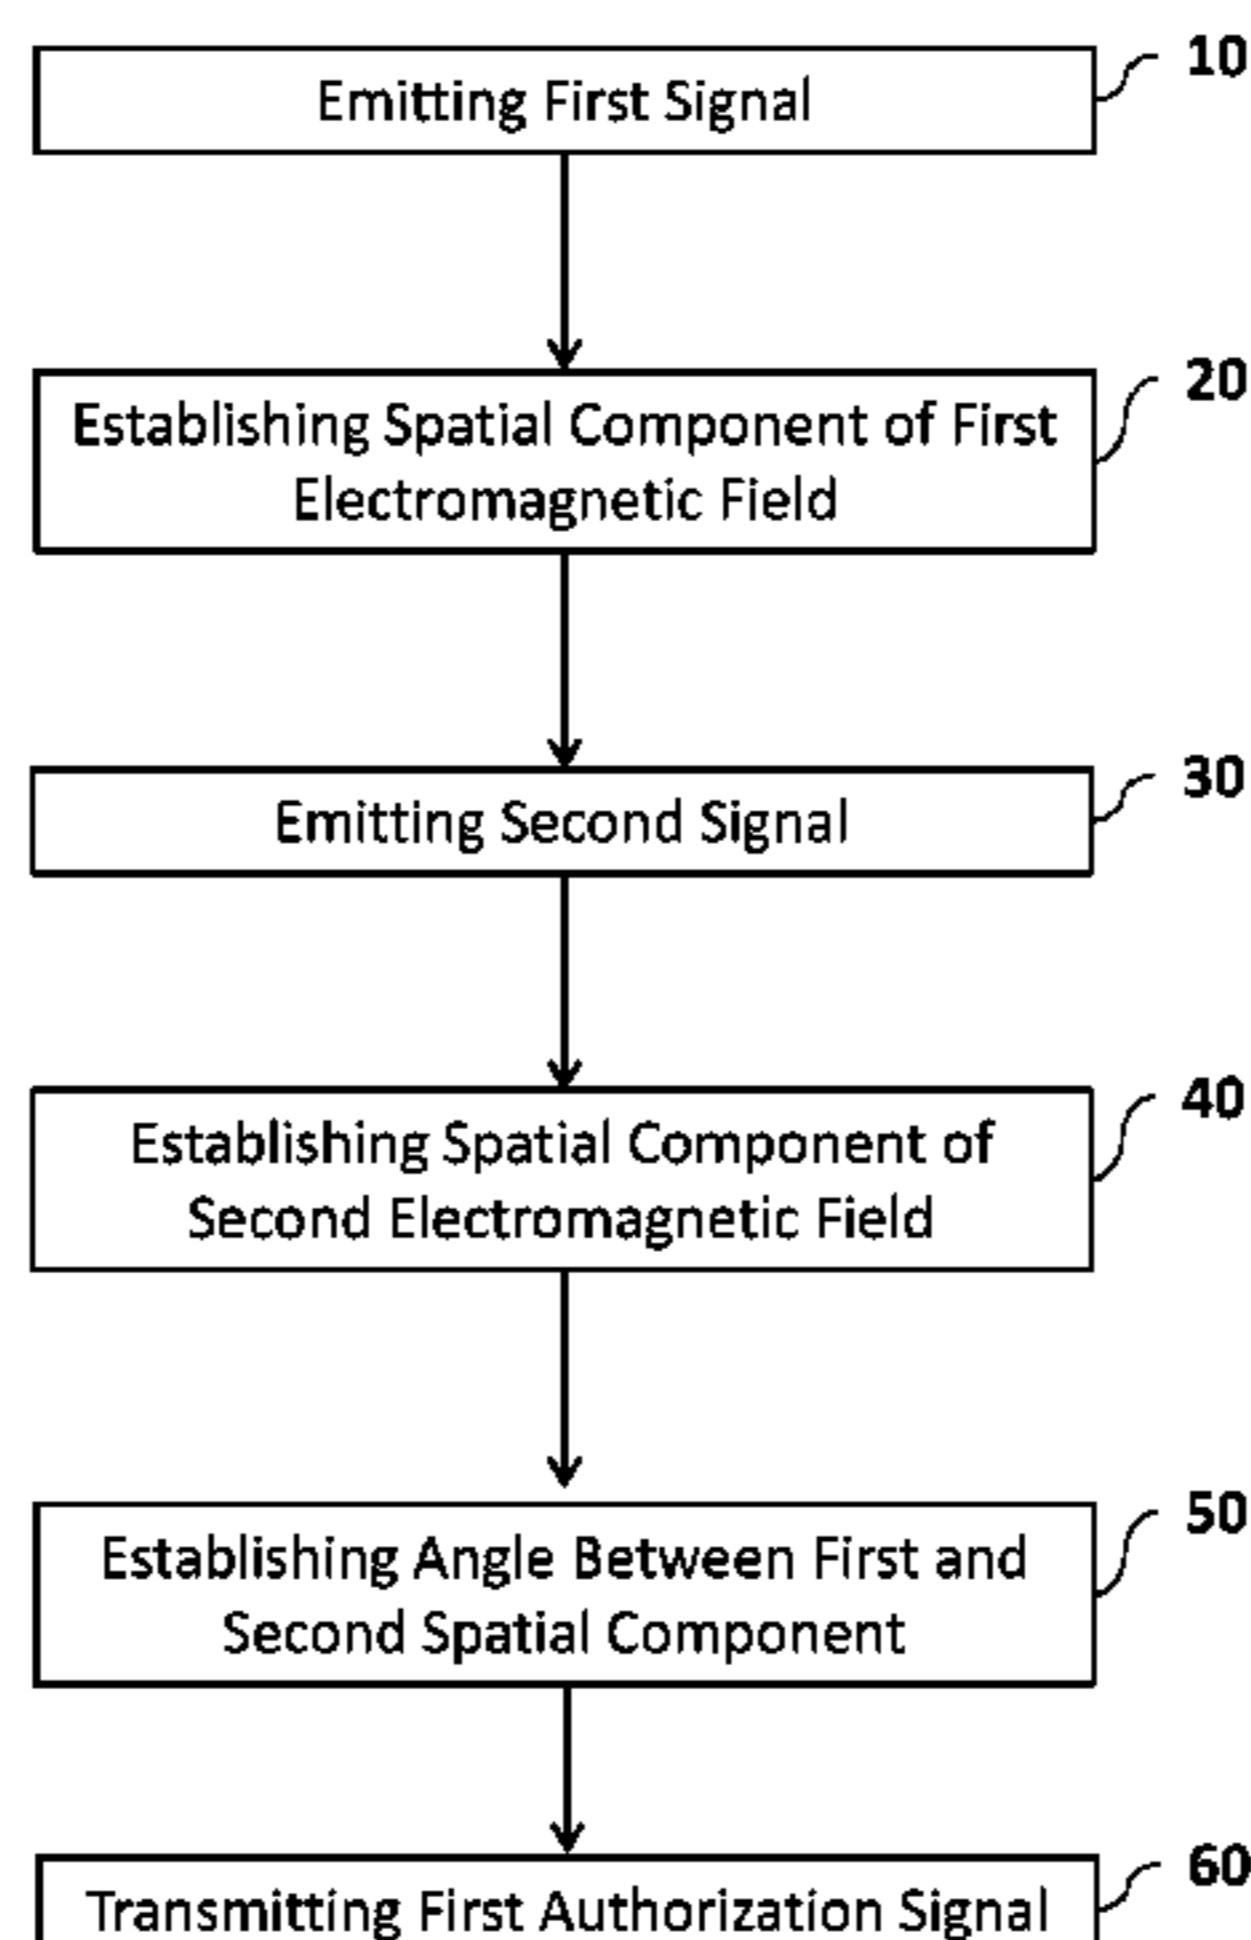 10
Emitting First Signal
20
Establishing Spatial Component of First
Electromagnetic Field
30
Emitting Second Signal
40
Establishing Spatial Component of
Second Electromagnetic Field
50
Establishing Angle Between First and
Second Spatial Component
60
Transmitting First Authorization Signal